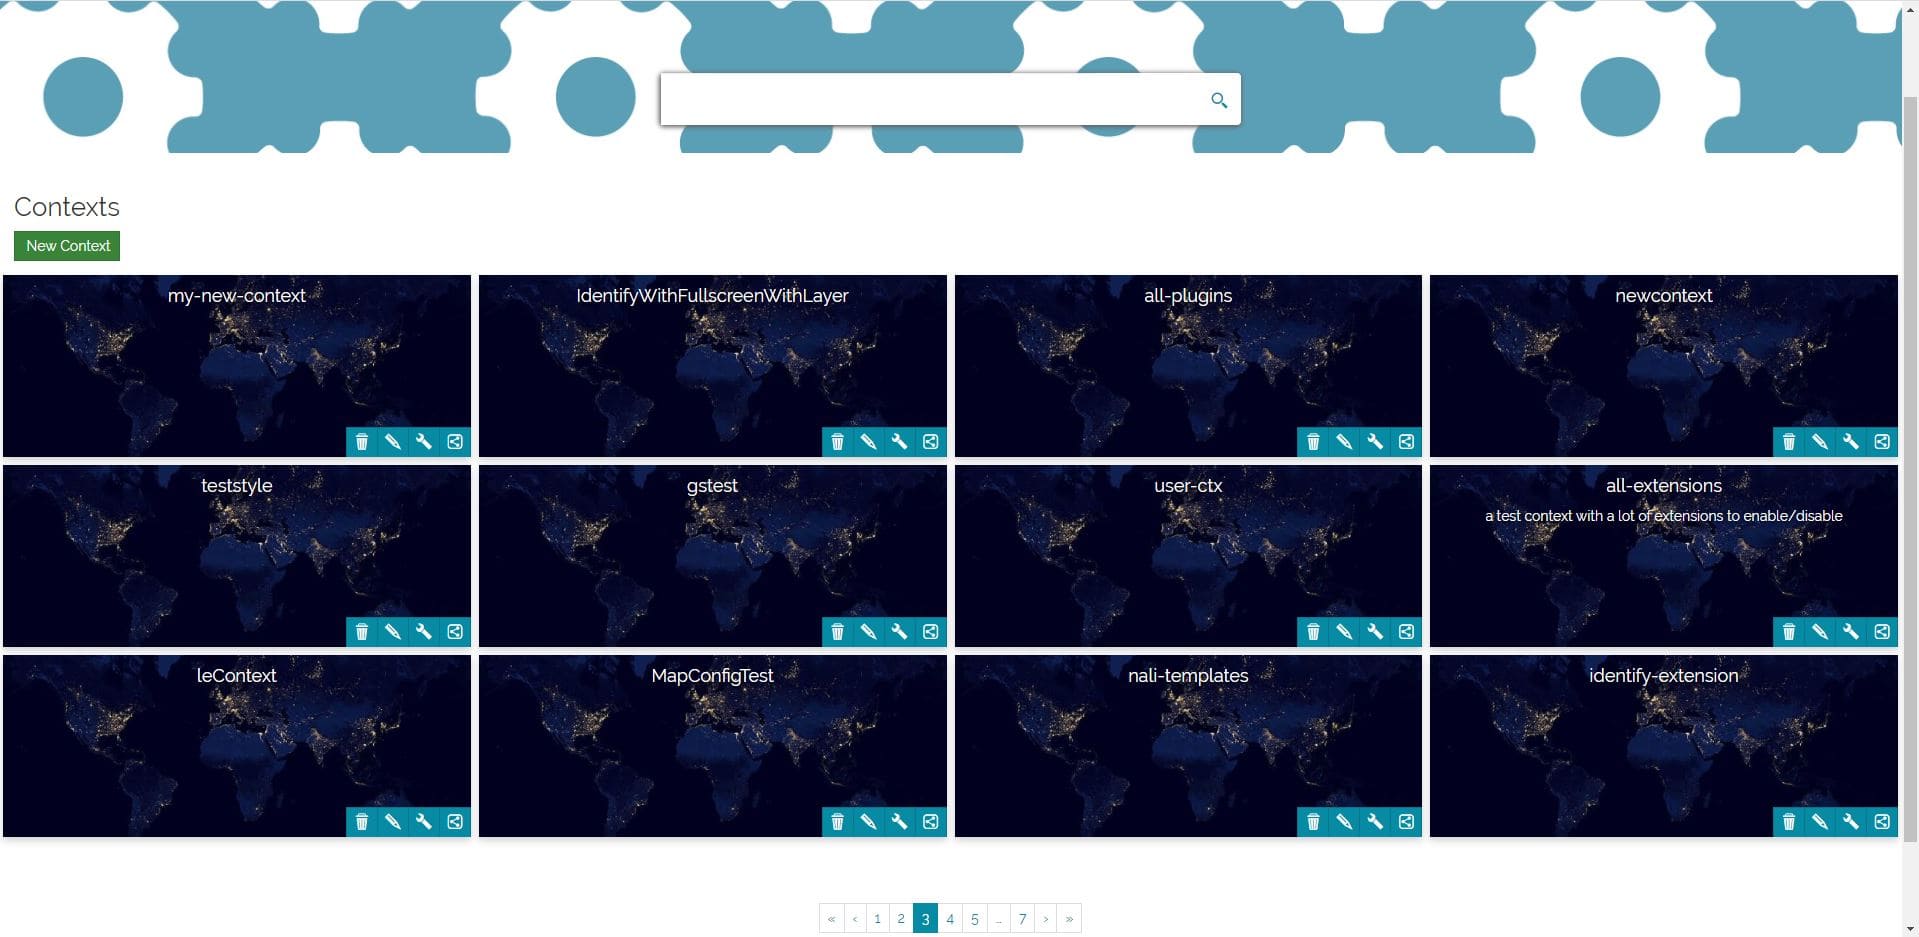 Contexts
New Context
my-new-context
IdentifyWithFullscreenWithLayer
all-plugins
newcontext
teststyle
gstest
user-ctx
all-extensions
a test context with a lot of extensions to enable/disable
leContext
MapConfigTest
nali-templates
identify-extension
« ‹ 1 2 3 4 5 ... 7 › »